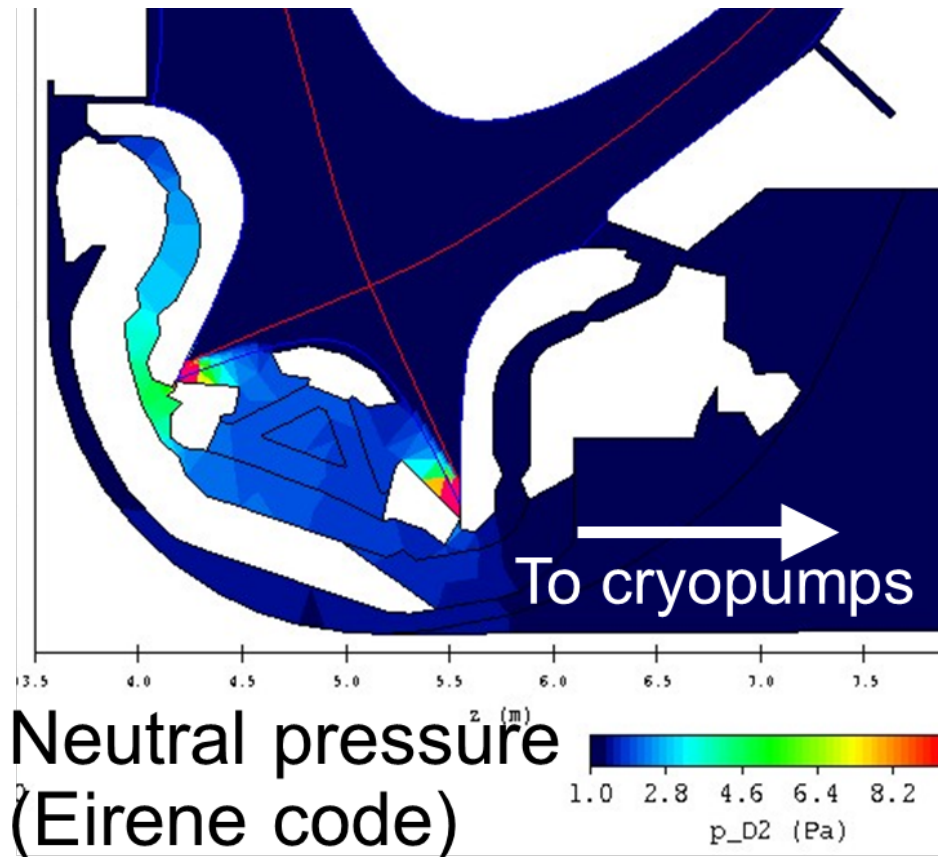 To cryopumps
3.5 4.0 4.5 5.0 5.5 6.0 6.5 7.0 7.5
z (m)
Neutral pressure
(Eirene code)
1.0 2.8 4.6 6.4 8.2
p_D2 (Pa)